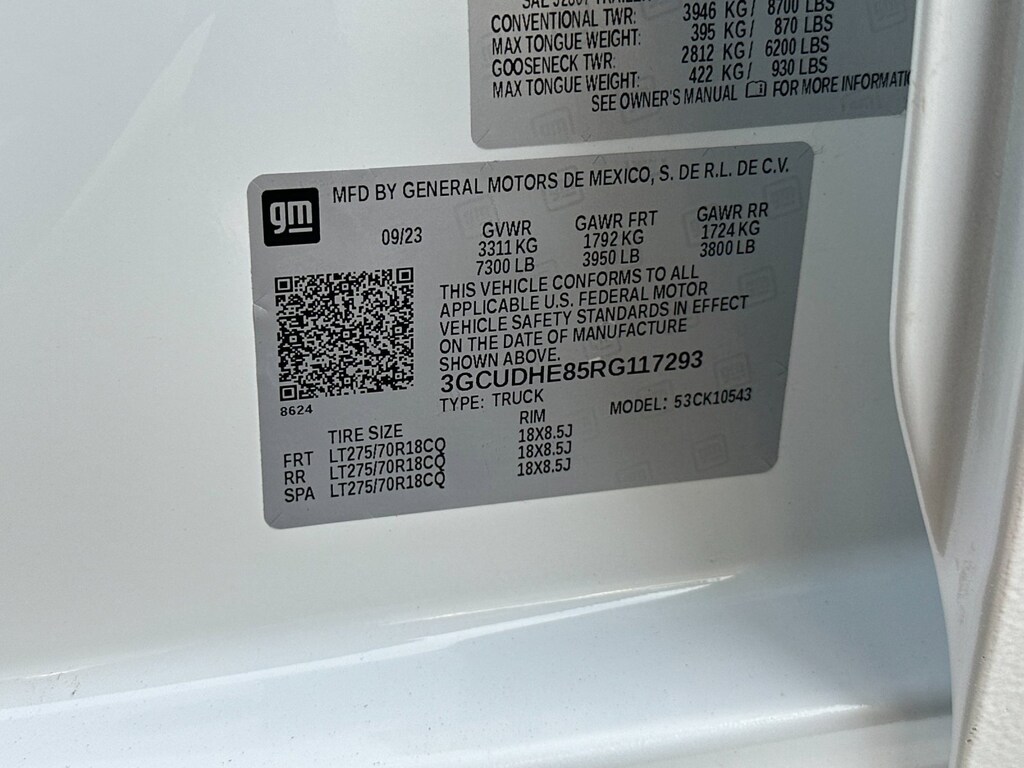 SAE J2807 TRAILER
CONVENTIONAL TWR: 3946 KG/ 8700 LBS
MAX TONGUE WEIGHT: 395 KG/ 870 LBS
GOOSENECK TWR: 2812 KG/ 6200 LBS
MAX TONGUE WEIGHT: 422 KG/ 930 LBS
SEE OWNER'S MANUAL FOR MORE INFORMATIO
gm
MFD BY GENERAL MOTORS DE MEXICO, S. DE R.L. DE C.V.
09/23 GVWR GAWR FRT GAWR RR
3311 KG 1792 KG 1724 KG
7300 LB 3950 LB 3800 LB
THIS VEHICLE CONFORMS TO ALL
APPLICABLE U.S. FEDERAL MOTOR
VEHICLE SAFETY STANDARDS IN EFFECT
ON THE DATE OF MANUFACTURE
SHOWN ABOVE.
3GCUDHE85RG117293
8624
TYPE: TRUCK MODEL: 53CK10543
TIRE SIZE RIM
FRT LT275/70R18CQ 18X8.5J
RR LT275/70R18CQ 18X8.5J
SPA LT275/70R18CQ 18X8.5J